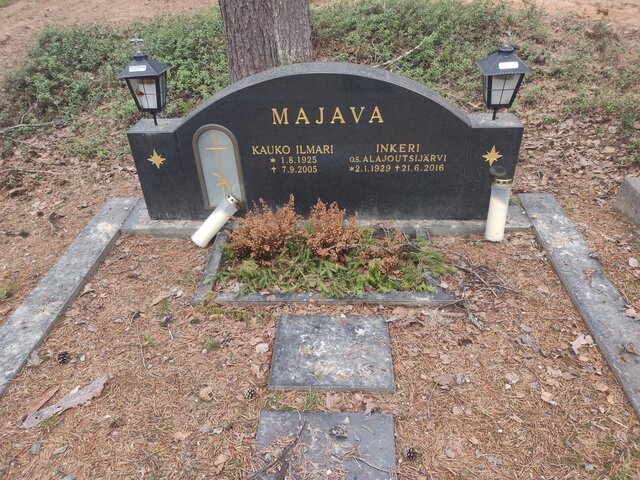 MAJAVA
KAUKO ILMARI
* 1.8.1925
† 7.9.2005
INKERI
O.S. ALAJOUTSIJÄRVI
* 2.1.1929 † 21.6.2016